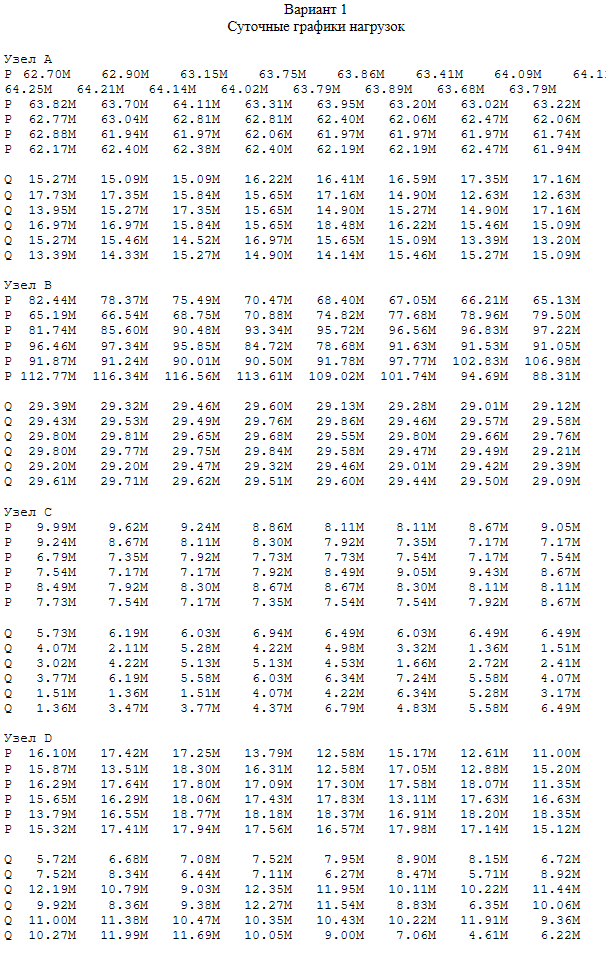 Вариант 1
Суточные графики нагрузок
Узел A
P 62.70M 62.90M 63.15M 63.75M 63.86M 63.41M 64.09M
64.25M 64.21M 64.14M 64.02M 63.79M 63.89M 63.68M 63.79M
P 63.82M 63.70M 64.11M 63.31M 63.95M 63.20M 63.02M 63.22M
P 62.77M 63.04M 62.81M 62.81M 62.40M 62.06M 62.47M 62.06M
P 62.88M 61.94M 61.97M 62.06M 61.97M 61.97M 61.97M 61.74M
P 62.17M 62.40M 62.38M 62.40M 62.19M 62.19M 62.47M 61.94M
Q 15.27M 15.09M 15.09M 16.22M 16.41M 16.59M 17.35M 17.16M
Q 17.73M 17.35M 15.84M 15.65M 17.16M 14.90M 12.63M 12.63M
Q 13.95M 15.27M 17.35M 15.65M 14.90M 15.27M 14.90M 17.16M
Q 16.97M 16.97M 15.84M 15.65M 18.48M 16.22M 15.46M 15.09M
Q 15.27M 15.46M 14.52M 16.97M 15.65M 15.09M 13.39M 13.20M
Q 13.39M 14.33M 15.27M 14.90M 14.14M 15.46M 15.27M 15.09M
Узел B
P 82.44M 78.37M 75.49M 70.47M 68.40M 67.05M 66.21M 65.13M
P 65.19M 66.54M 68.75M 70.88M 74.82M 77.68M 78.96M 79.50M
P 81.74M 85.60M 90.48M 93.34M 95.72M 96.56M 96.83M 97.22M
P 96.46M 97.34M 95.85M 84.72M 78.68M 91.63M 91.53M 91.05M
P 91.87M 91.24M 90.01M 90.50M 91.78M 97.77M 102.83M 106.98M
P 112.77M 116.34M 116.56M 113.61M 109.02M 101.74M 94.69M 88.31M
Q 29.39M 29.32M 29.46M 29.60M 29.13M 29.28M 29.01M 29.12M
Q 29.43M 29.53M 29.49M 29.76M 29.86M 29.46M 29.57M 29.58M
Q 29.80M 29.81M 29.65M 29.68M 29.55M 29.80M 29.66M 29.76M
Q 29.80M 29.77M 29.75M 29.84M 29.58M 29.47M 29.49M 29.21M
Q 29.20M 29.20M 29.47M 29.32M 29.46M 29.01M 29.42M 29.39M
Q 29.61M 29.71M 29.62M 29.51M 29.60M 29.44M 29.50M 29.09M
Узел C
P 9.99M 9.62M 9.24M 8.86M 8.11M 8.11M 8.67M 9.05M
P 9.24M 8.67M 8.11M 8.30M 7.92M 7.35M 7.17M 7.17M
P 6.79M 7.35M 7.92M 7.73M 7.73M 7.54M 7.17M 7.54M
P 7.54M 7.17M 7.17M 7.92M 8.49M 9.05M 9.43M 8.67M
P 8.49M 7.92M 8.30M 8.67M 8.67M 8.30M 8.11M 8.11M
P 7.73M 7.54M 7.17M 7.35M 7.54M 7.54M 7.92M 8.67M
Q 5.73M 6.19M 6.03M 6.94M 6.49M 6.03M 6.49M 6.49M
Q 4.07M 2.11M 5.28M 4.22M 4.98M 3.32M 1.36M 1.51M
Q 3.02M 4.22M 5.13M 5.13M 4.53M 1.66M 2.72M 2.41M
Q 3.77M 6.19M 5.58M 6.03M 6.34M 7.24M 5.58M 4.07M
Q 1.51M 1.36M 1.51M 4.07M 4.22M 6.34M 5.28M 3.17M
Q 1.36M 3.47M 3.77M 4.37M 6.79M 4.83M 5.58M 6.49M
Узел D
P 16.10M 17.42M 17.25M 13.79M 12.58M 15.17M 12.61M 11.00M
P 15.87M 13.51M 18.30M 16.31M 12.58M 17.05M 12.88M 15.20M
P 16.29M 17.64M 17.80M 17.09M 17.30M 17.58M 18.07M 11.35M
P 15.65M 16.29M 18.06M 17.43M 17.83M 13.11M 17.63M 16.63M
P 13.79M 16.55M 18.77M 18.18M 18.37M 16.91M 18.20M 18.35M
P 15.32M 17.41M 17.94M 17.56M 16.57M 17.98M 17.14M 15.12M
Q 5.72M 6.68M 7.08M 7.52M 7.95M 8.90M 8.15M 6.72M
Q 7.52M 8.34M 6.44M 7.11M 6.27M 8.47M 5.71M 8.92M
Q 12.19M 10.79M 9.03M 12.35M 11.95M 10.11M 10.22M 11.44M
Q 9.92M 8.36M 9.38M 12.27M 11.54M 8.83M 6.35M 10.06M
Q 11.00M 11.38M 10.47M 10.35M 10.43M 10.22M 11.91M 9.36M
Q 10.27M 11.99M 11.69M 10.05M 9.00M 7.06M 4.61M 6.22M